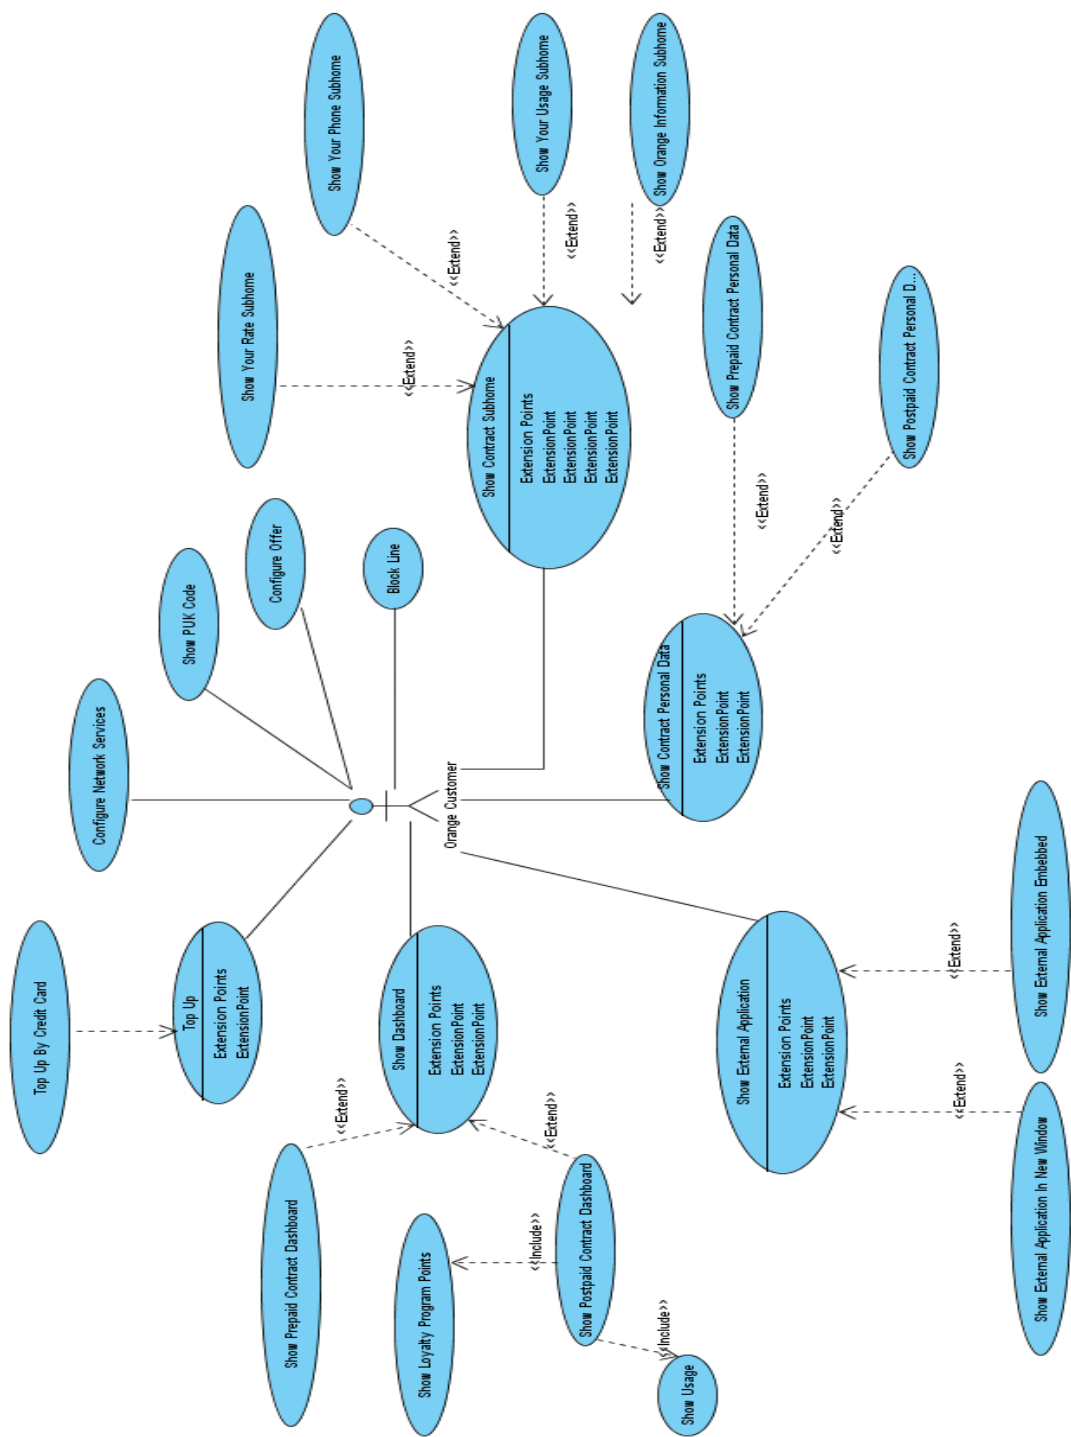 Top Up By Credit Card
Configure Network Services
Show PUK Code
Configure Offer
Show Your Rate Subhome
Show Your Phone Subhome
Show Your Usage Subhome
Show Orange Information Subhome
<<Extend>>
<<Extend>>
<<Extend>>
<<Extend>>
Top Up
Extension Points
ExtensionPoint
Block Line
Show Contract Subhome
Extension Points
ExtensionPoint
ExtensionPoint
ExtensionPoint
ExtensionPoint
Orange Customer
Show Prepaid Contract Dashboard
<<Extend>>
Show Dashboard
Extension Points
ExtensionPoint
ExtensionPoint
<<Extend>>
Show Loyalty Program Points
<<Include>>
Show Postpaid Contract Dashboard
<<Include>>
Show Usage
Show Contract Personal Data
Extension Points
ExtensionPoint
ExtensionPoint
<<Extend>>
Show Prepaid Contract Personal Data
<<Extend>>
Show Postpaid Contract Personal D...
Show External Application
Extension Points
ExtensionPoint
ExtensionPoint
<<Extend>>
<<Extend>>
Show External Application In New Window
Show External Application Embebbed